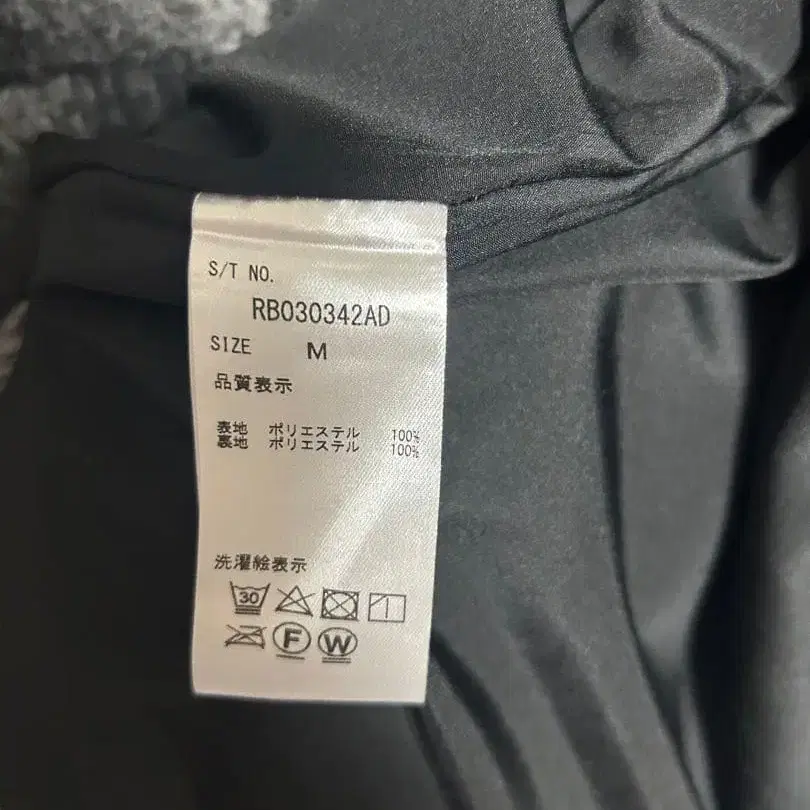 S/T NO.
RB030342AD
SIZE M
品質表示
表地 ポリエステル 100%
裏地 ポリエステル 100%
洗濯絵表示
30
F W